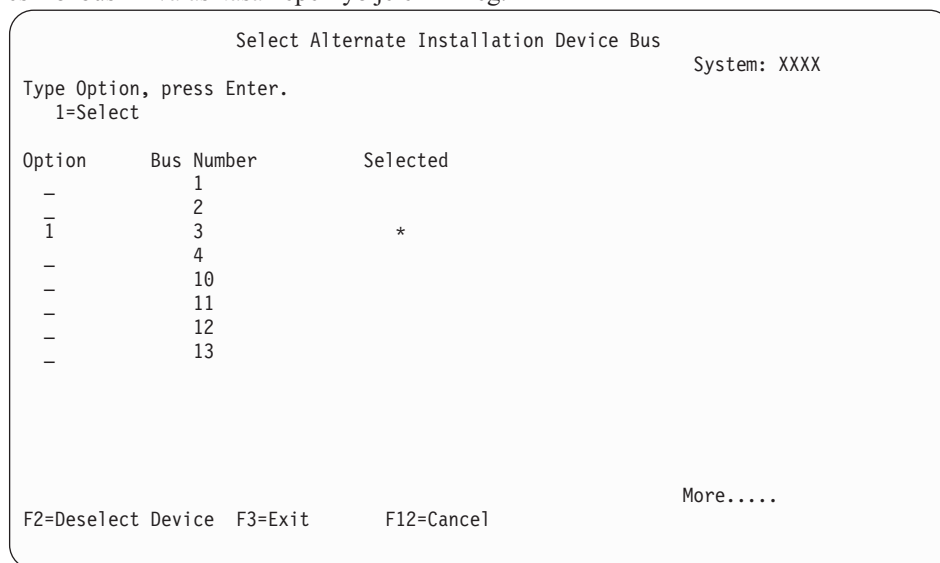 Select Alternate Installation Device Bus
System: XXXX
Type Option, press Enter.
1=Select
Option Bus Number Selected
_ 1
_ 2
1 3 *
_ 4
_ 10
_ 11
_ 12
_ 13
More.....
F2=Deselect Device F3=Exit F12=Cancel